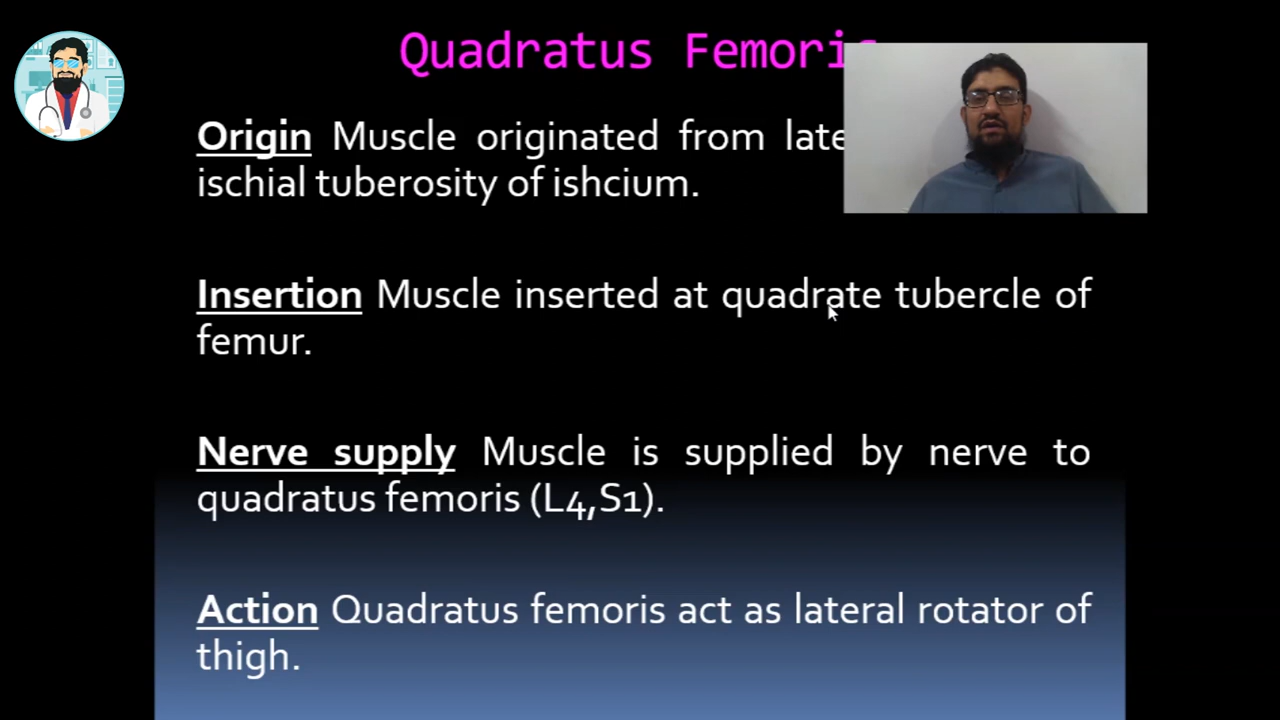 Quadratus Femoris
Origin Muscle originated from
ischial tuberosity of ishcium.
Insertion Muscle inserted at quadrate tubercle of
femur.
Nerve supply Muscle is supplied by nerve to
quadratus femoris (L4,S1).
Action Quadratus femoris act as lateral rotator of
thigh.